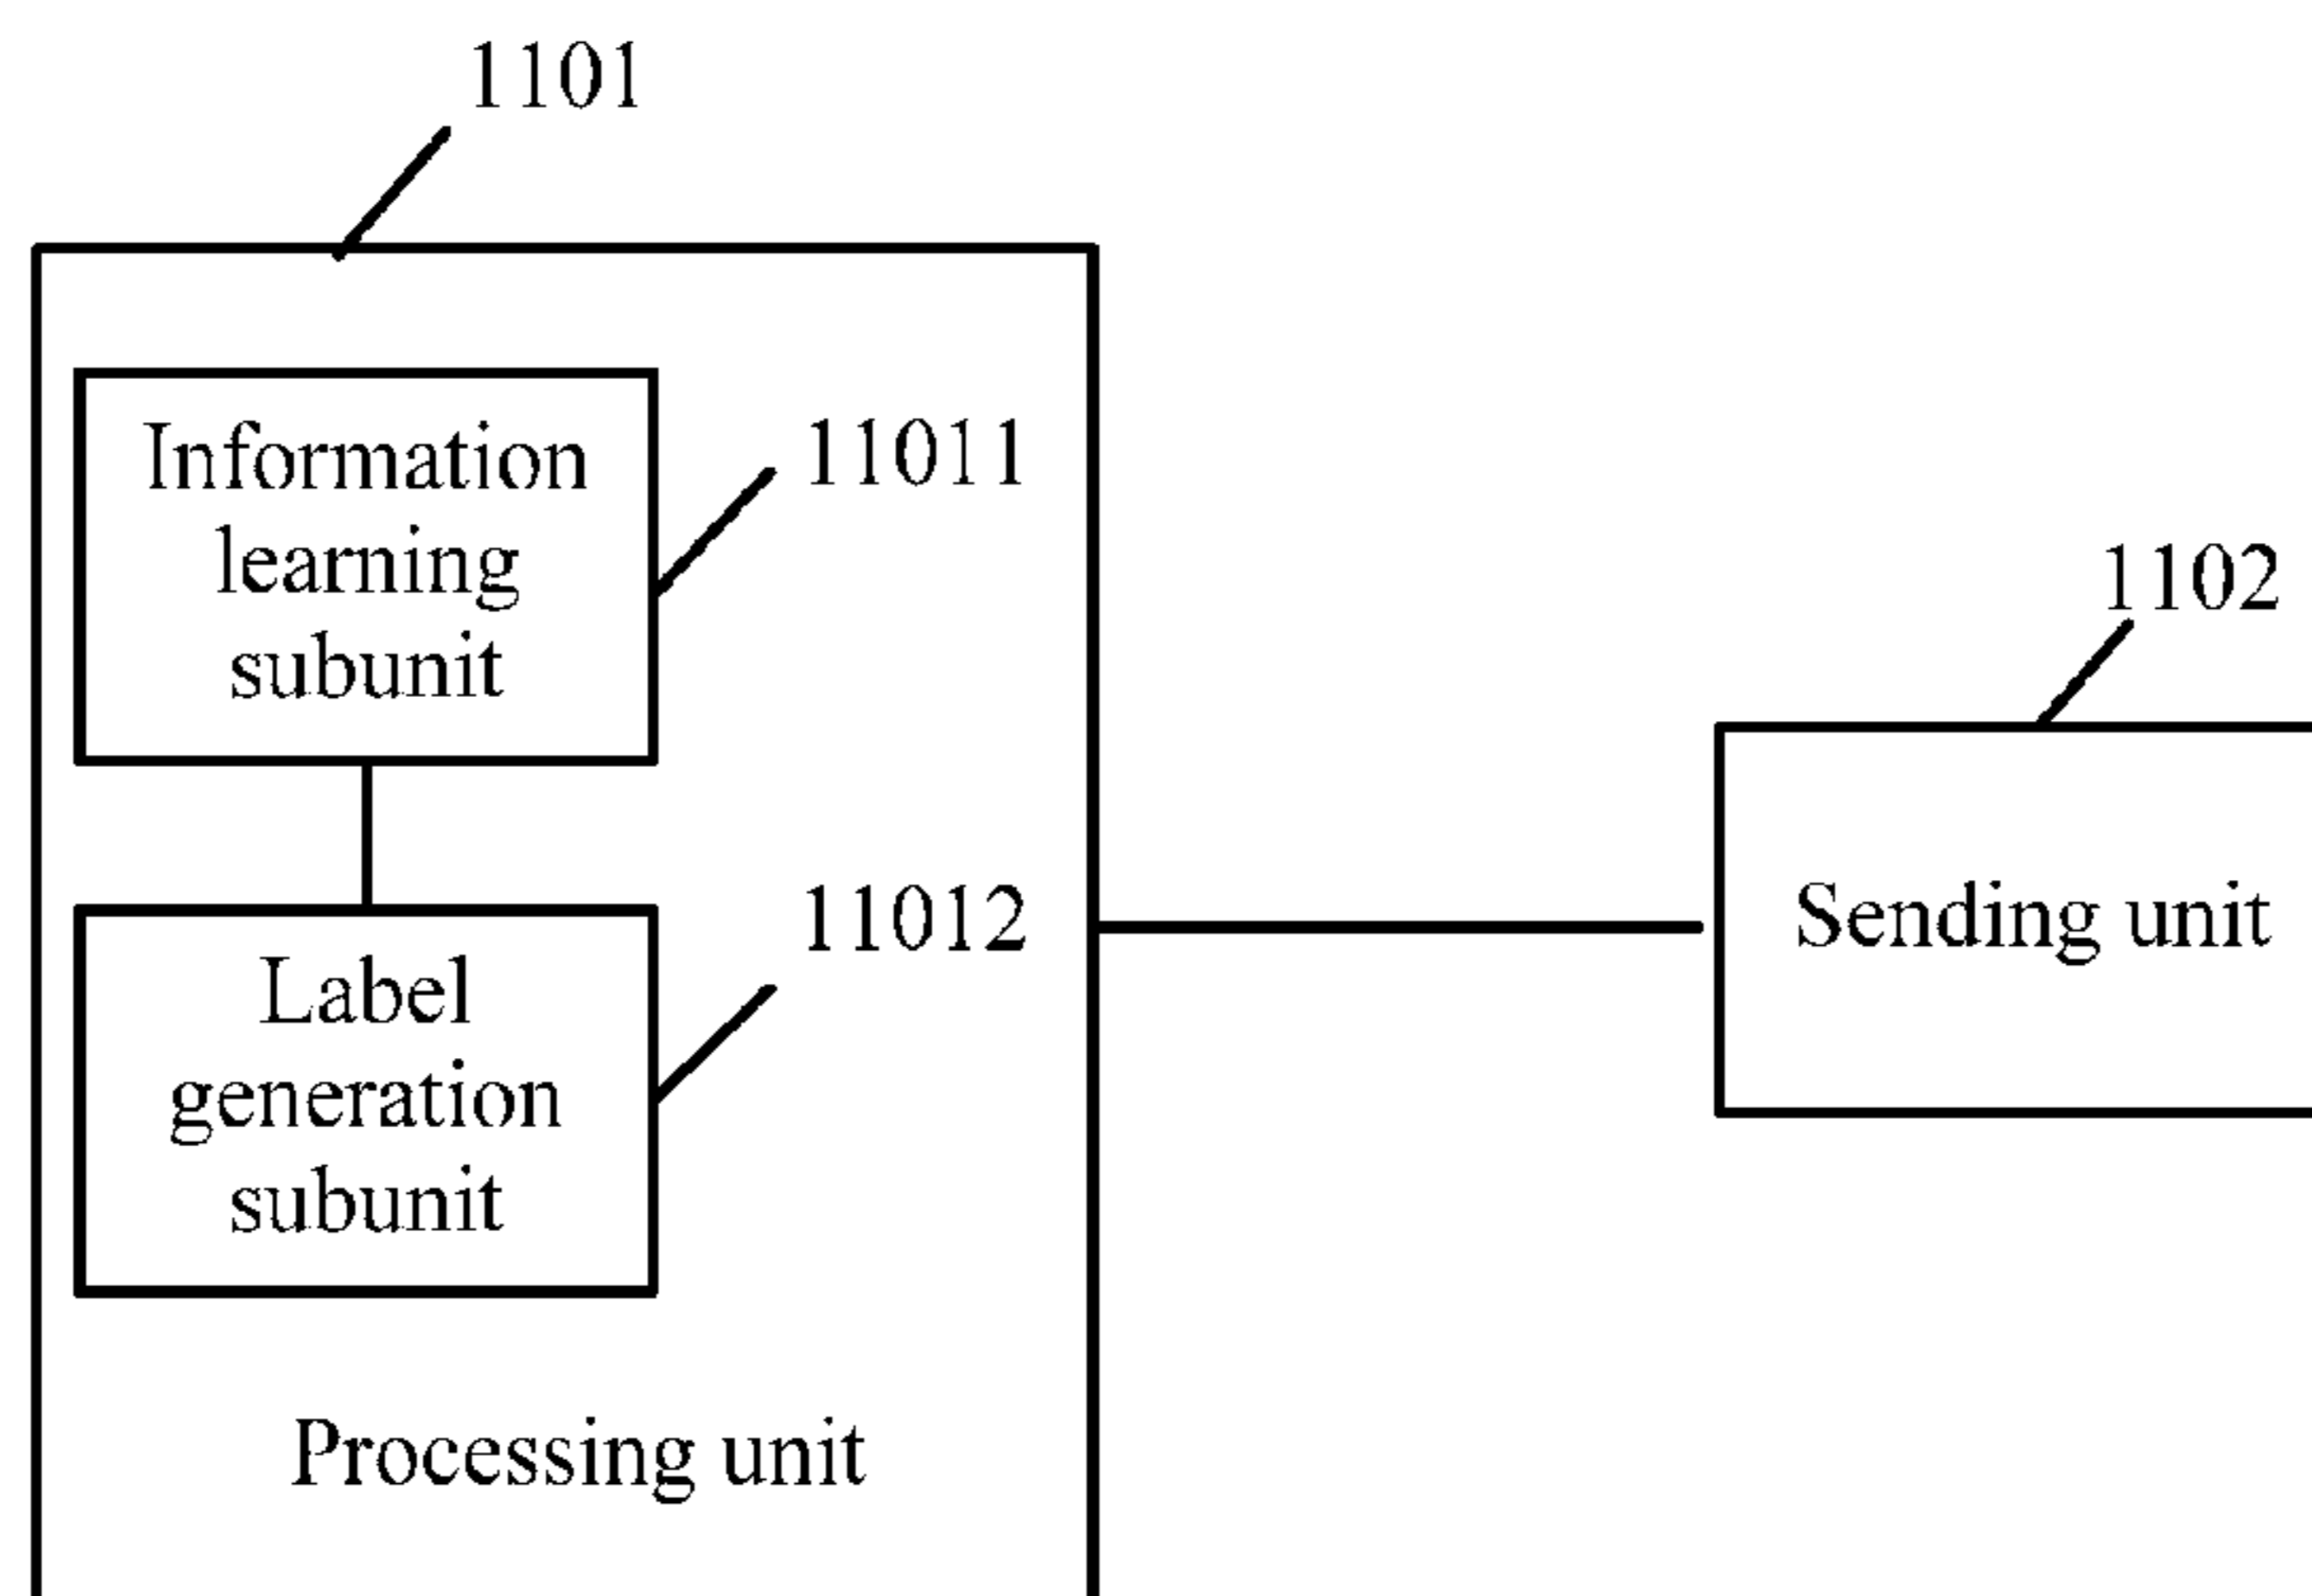 1101
Information
learning
subunit
11011
Label
generation
subunit
11012
Processing unit
1102
Sending unit